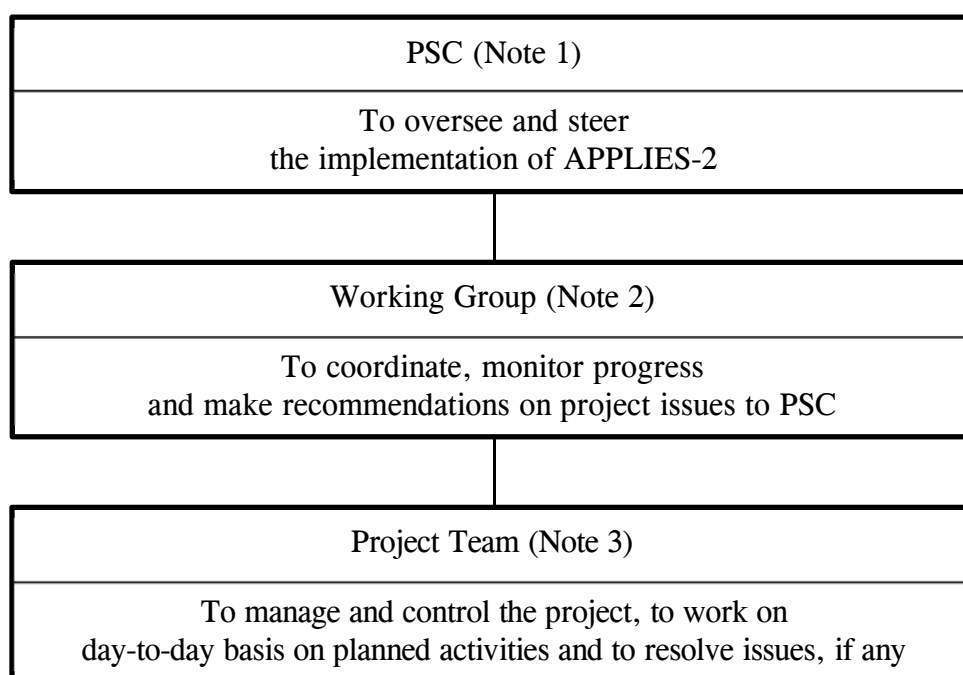 PSC (Note 1)
To oversee and steer
the implementation of APPLIES-2
Working Group (Note 2)
To coordinate, monitor progress
and make recommendations on project issues to PSC
Project Team (Note 3)
To manage and control the project, to work on
day-to-day basis on planned activities and to resolve issues, if any